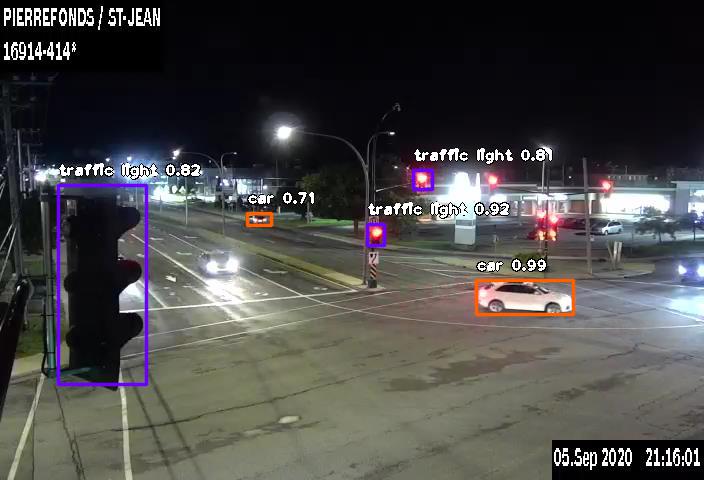 PIERREFONDS / ST-JEAN
16914-414*
traffic light 0.81
traffic light 0.82
car 0.71
traffic light 0.92
car 0.99
05.Sep 2020 21:16:01